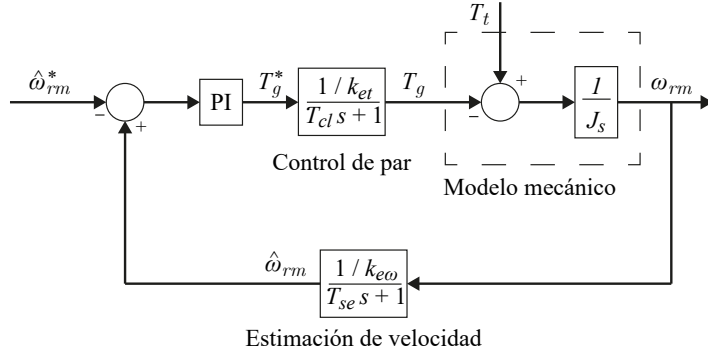 T_t
ω̂*_rm
−
+
PI
T*_g
1 / k_et
T_cl s + 1
T_g
−
+
1
J_s
ω_rm
Control de par
Modelo mecánico
ω̂_rm
1 / k_eω
T_se s + 1
Estimación de velocidad